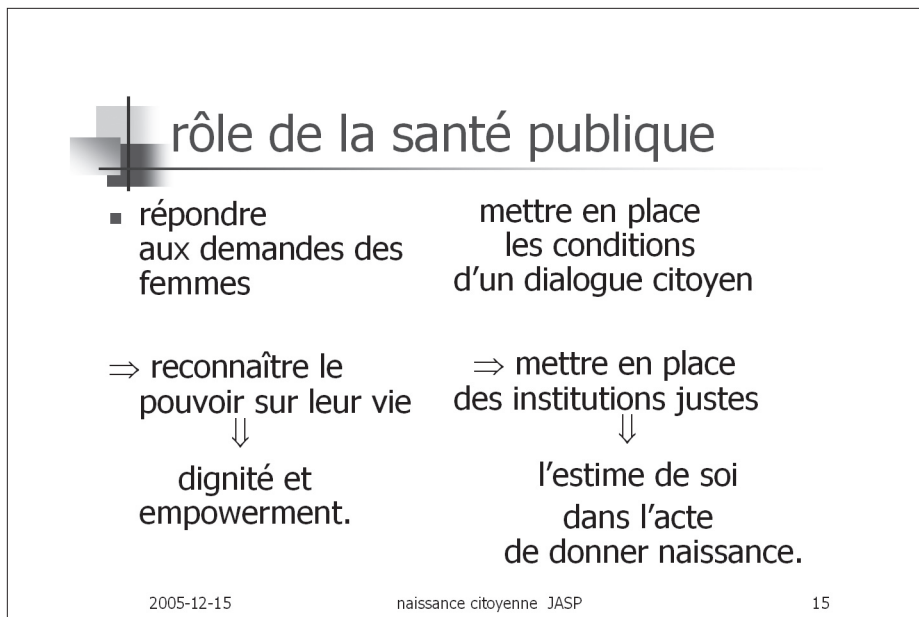 rôle de la santé publique
▪ répondre
aux demandes des
femmes
⇒ reconnaître le
pouvoir sur leur vie
⇓
dignité et
empowerment.
mettre en place
les conditions
d'un dialogue citoyen
⇒ mettre en place
des institutions justes
⇓
l'estime de soi
dans l'acte
de donner naissance.
2005-12-15 naissance citoyenne JASP 15